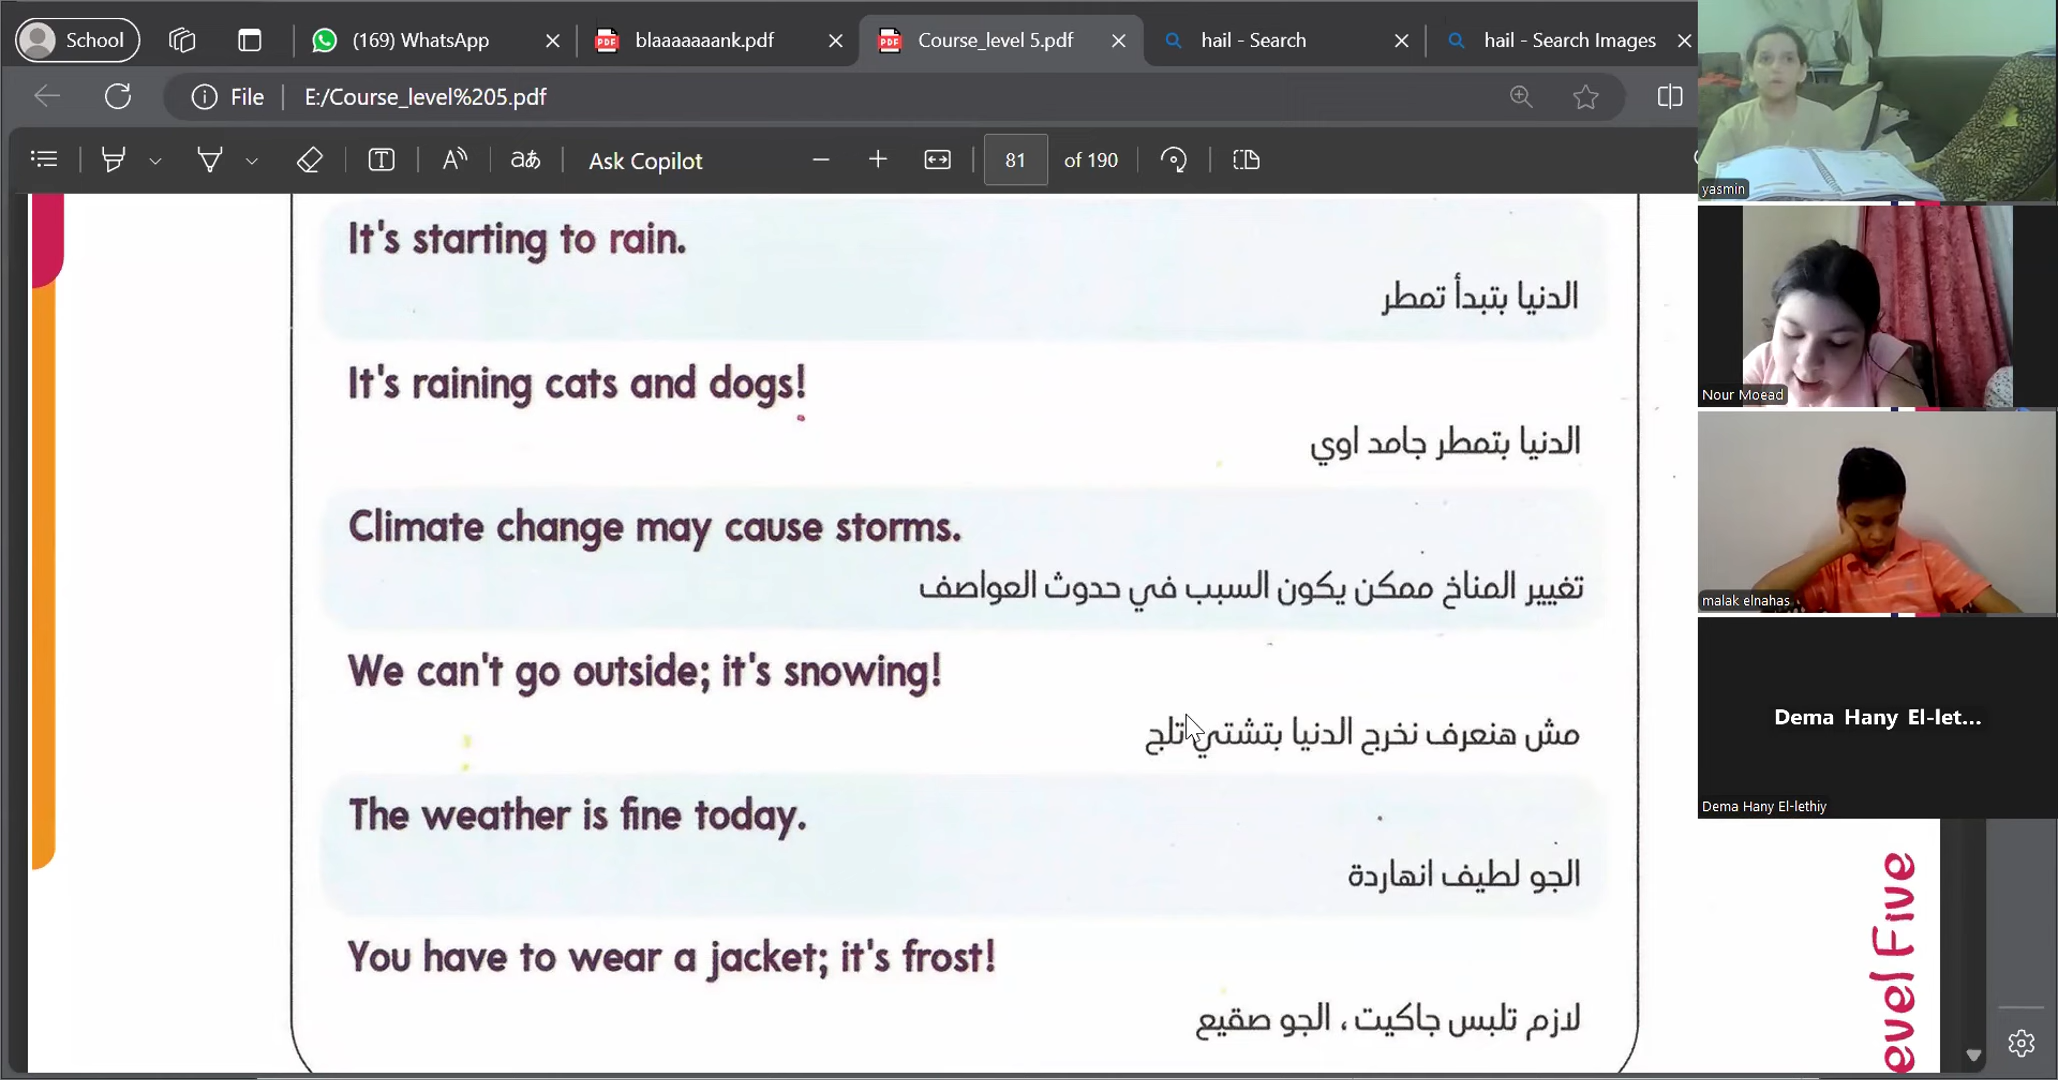 School
(169) WhatsApp
blaaaaaaank.pdf
Course_level 5.pdf
hail - Search
hail - Search Images
File
E:/Course_level%205.pdf
Ask Copilot
81
of 190
It's starting to rain.
الدنيا بتبدأ تمطر
It's raining cats and dogs!
الدنيا بتمطر جامد اوي
Climate change may cause storms.
تغيير المناخ ممكن يكون السبب في حدوث العواصف
We can't go outside; it's snowing!
مش هنعرف نخرج الدنيا بتشتي تلج
The weather is fine today.
الجو لطيف انهاردة
You have to wear a jacket; it's frost!
لازم تلبس جاكيت ، الجو صقيع
evel Five
yasmin
Nour Moead
malak elnahas
Dema Hany El-let...
Dema Hany El-lethiy